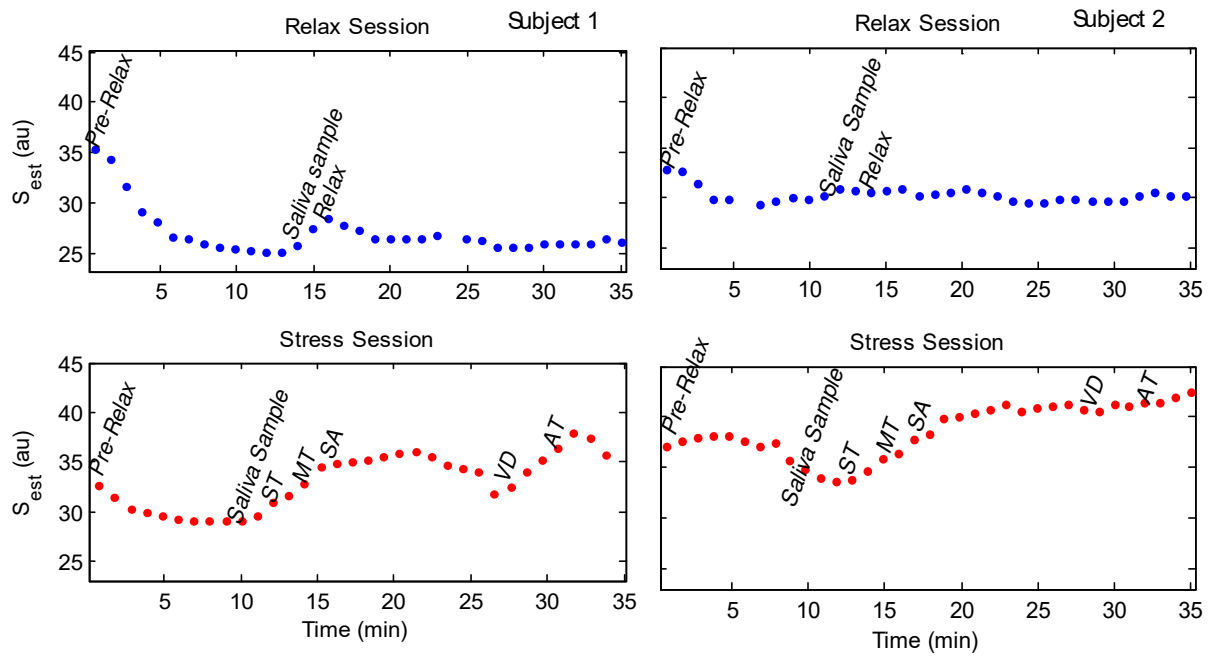 Relax Session
Subject 1
Relax Session
Subject 2
45
40
35
30
25
S_est (au)
Pre-Relax
Saliva sample
Relax
Pre-Relax
Saliva Sample
Relax
5 10 15 20 25 30 35
5 10 15 20 25 30 35
Stress Session
Stress Session
45
40
35
30
25
S_est (au)
Pre-Relax
Saliva Sample
ST
MT
SA
VD
AT
Pre-Relax
Saliva Sample
ST
MT
SA
VD
AT
5 10 15 20 25 30 35
5 10 15 20 25 30 35
Time (min)
Time (min)